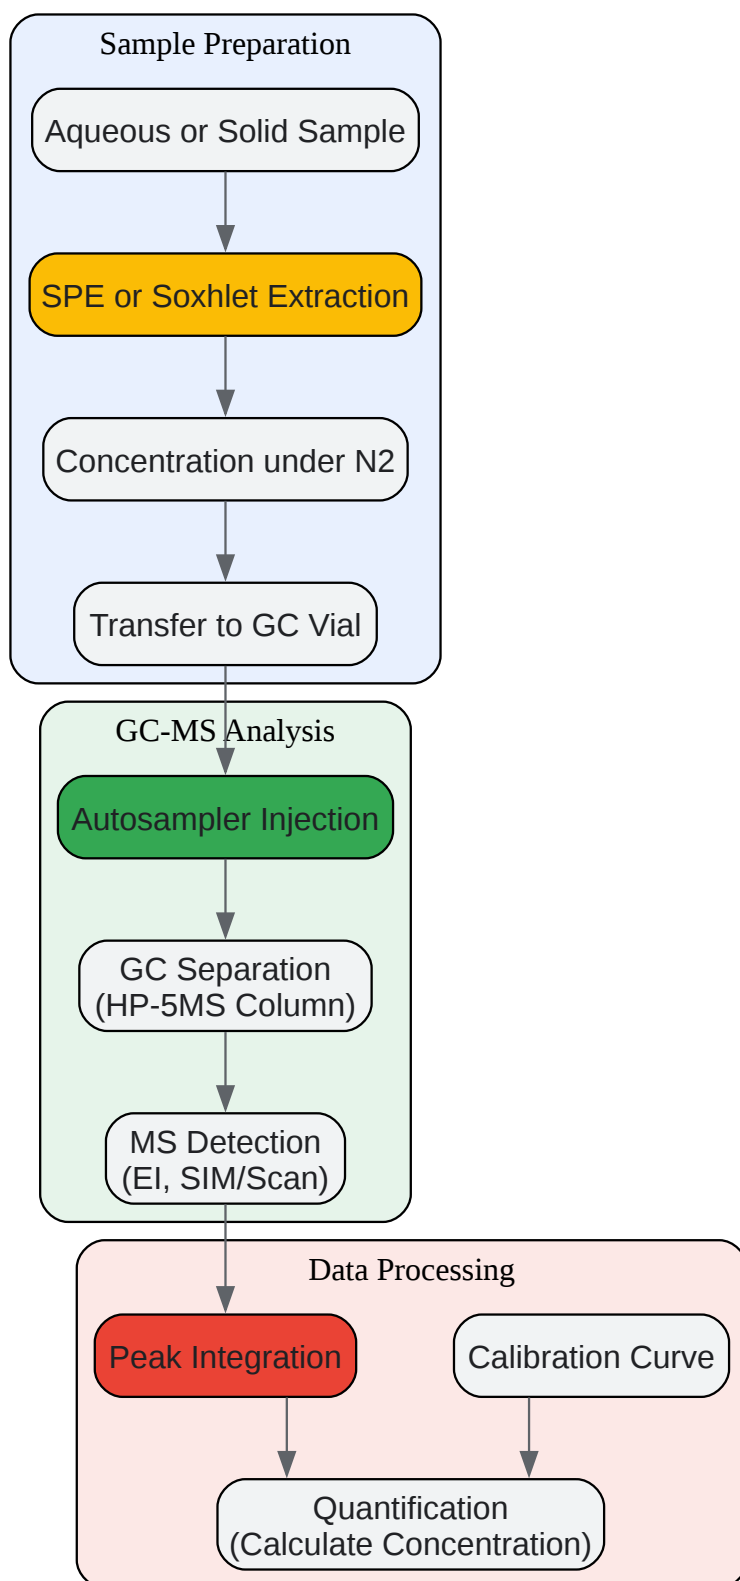 Sample Preparation
Aqueous or Solid Sample
SPE or Soxhlet Extraction
Concentration under N2
Transfer to GC Vial
GC-MS Analysis
Autosampler Injection
GC Separation
(HP-5MS Column)
MS Detection
(EI, SIM/Scan)
Data Processing
Peak Integration
Calibration Curve
Quantification
(Calculate Concentration)